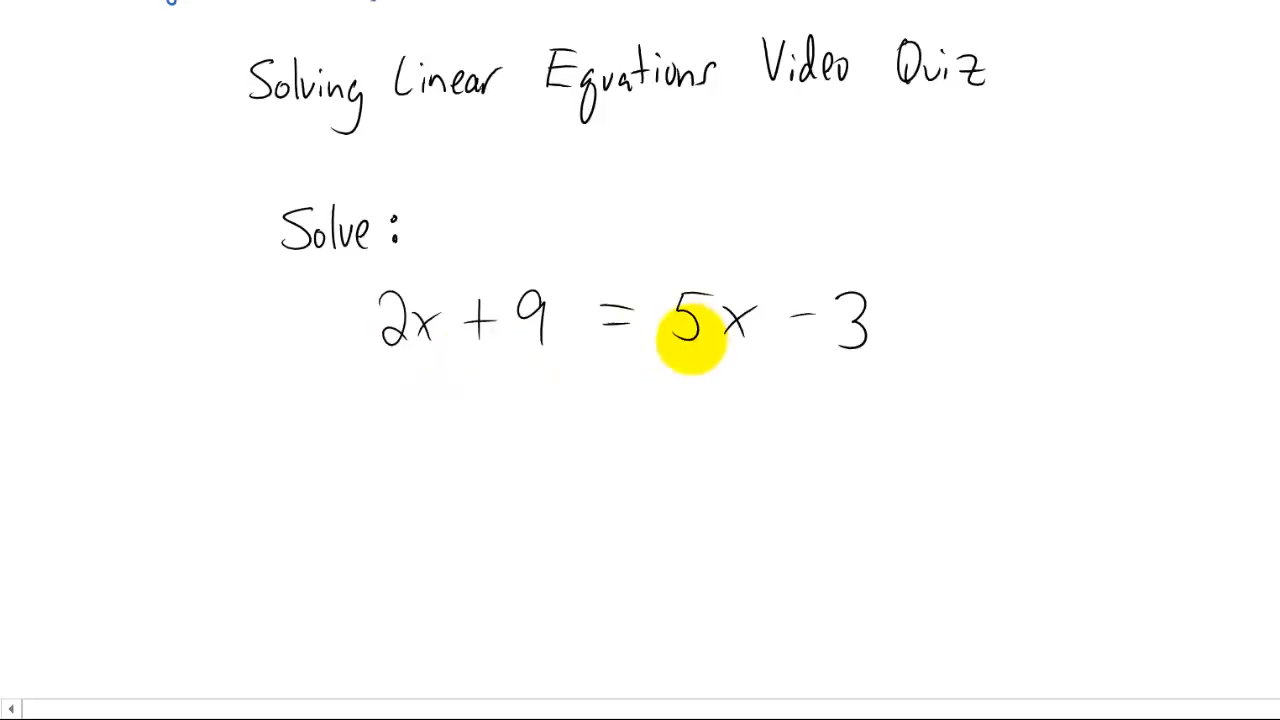 Solving Linear Equations Video Quiz
Solve:
2x + 9 = 5x - 3